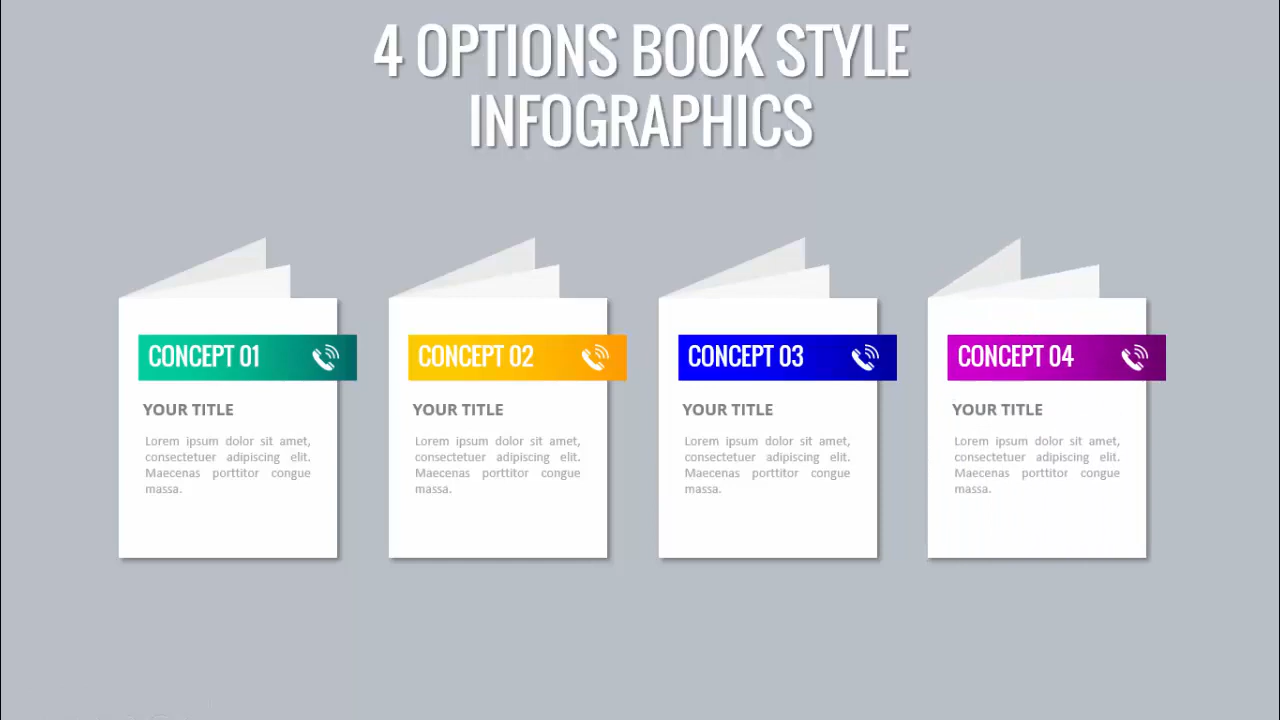 4 OPTIONS BOOK STYLE
INFOGRAPHICS
CONCEPT 01
YOUR TITLE
Lorem ipsum dolor sit amet,
consectetuer adipiscing elit.
Maecenas porttitor congue
massa.
CONCEPT 02
YOUR TITLE
Lorem ipsum dolor sit amet,
consectetuer adipiscing elit.
Maecenas porttitor congue
massa.
CONCEPT 03
YOUR TITLE
Lorem ipsum dolor sit amet,
consectetuer adipiscing elit.
Maecenas porttitor congue
massa.
CONCEPT 04
YOUR TITLE
Lorem ipsum dolor sit amet,
consectetuer adipiscing elit.
Maecenas porttitor congue
massa.